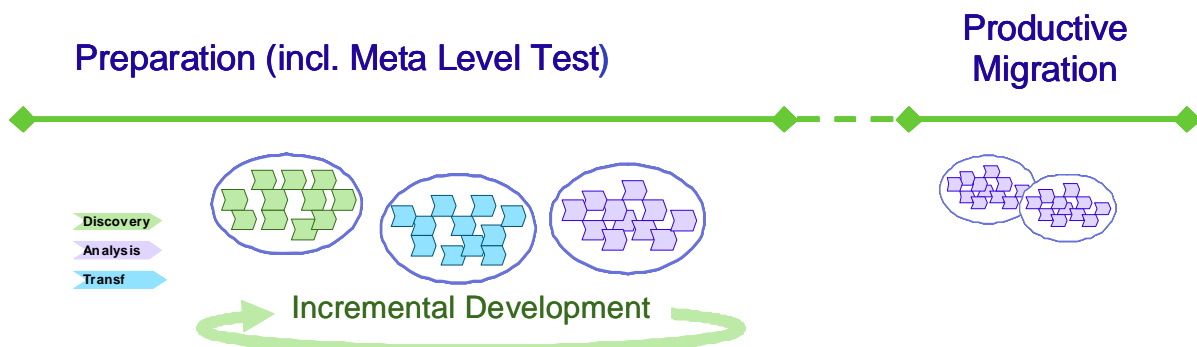 Preparation (incl. Meta Level Test)
Productive
Migration
Discovery
Analysis
Transf
Incremental Development